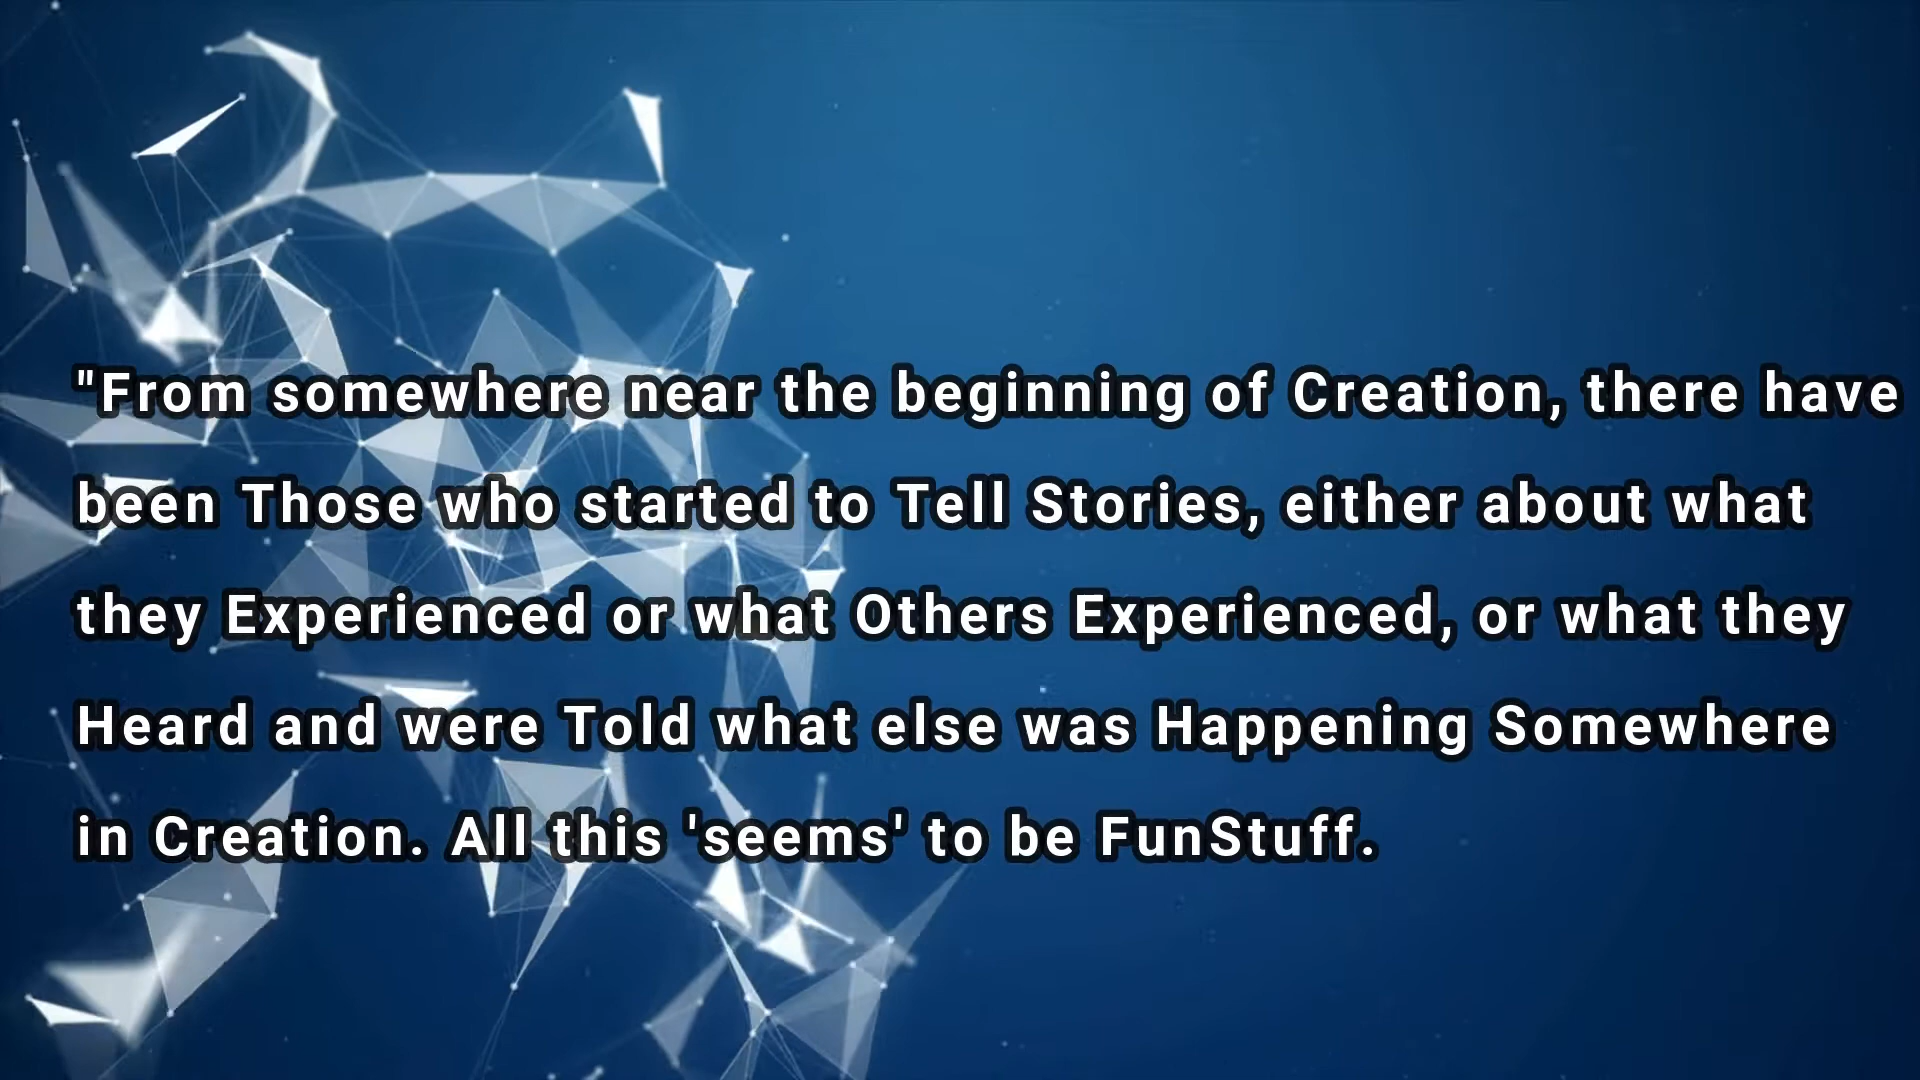 "From somewhere near the beginning of Creation, there have
been Those who started to Tell Stories, either about what
they Experienced or what Others Experienced, or what they
Heard and were Told what else was Happening Somewhere
in Creation. All this 'seems' to be FunStuff.